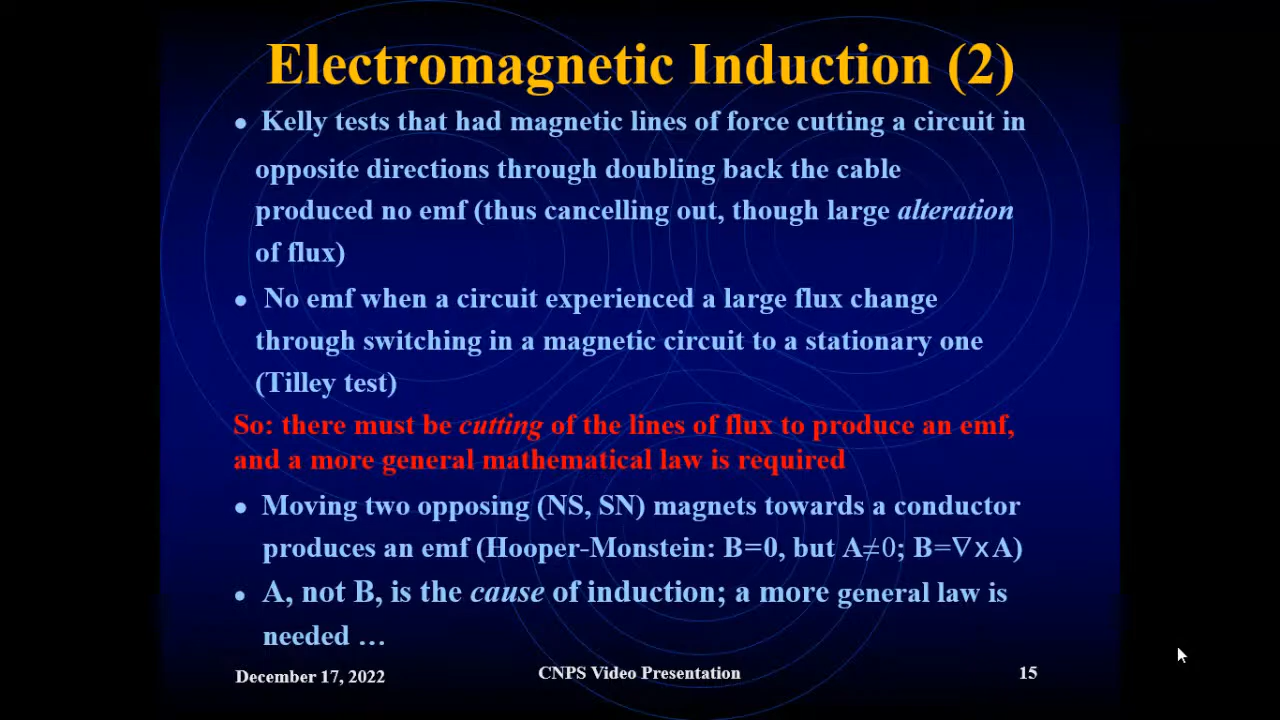 Electromagnetic Induction (2)
• Kelly tests that had magnetic lines of force cutting a circuit in
opposite directions through doubling back the cable
produced no emf (thus cancelling out, though large alteration
of flux)
• No emf when a circuit experienced a large flux change
through switching in a magnetic circuit to a stationary one
(Tilley test)
So: there must be cutting of the lines of flux to produce an emf,
and a more general mathematical law is required
• Moving two opposing (NS, SN) magnets towards a conductor
produces an emf (Hooper-Monstein: B=0, but A≠0; B=∇xA)
• A, not B, is the cause of induction; a more general law is
needed …
December 17, 2022
CNPS Video Presentation
15